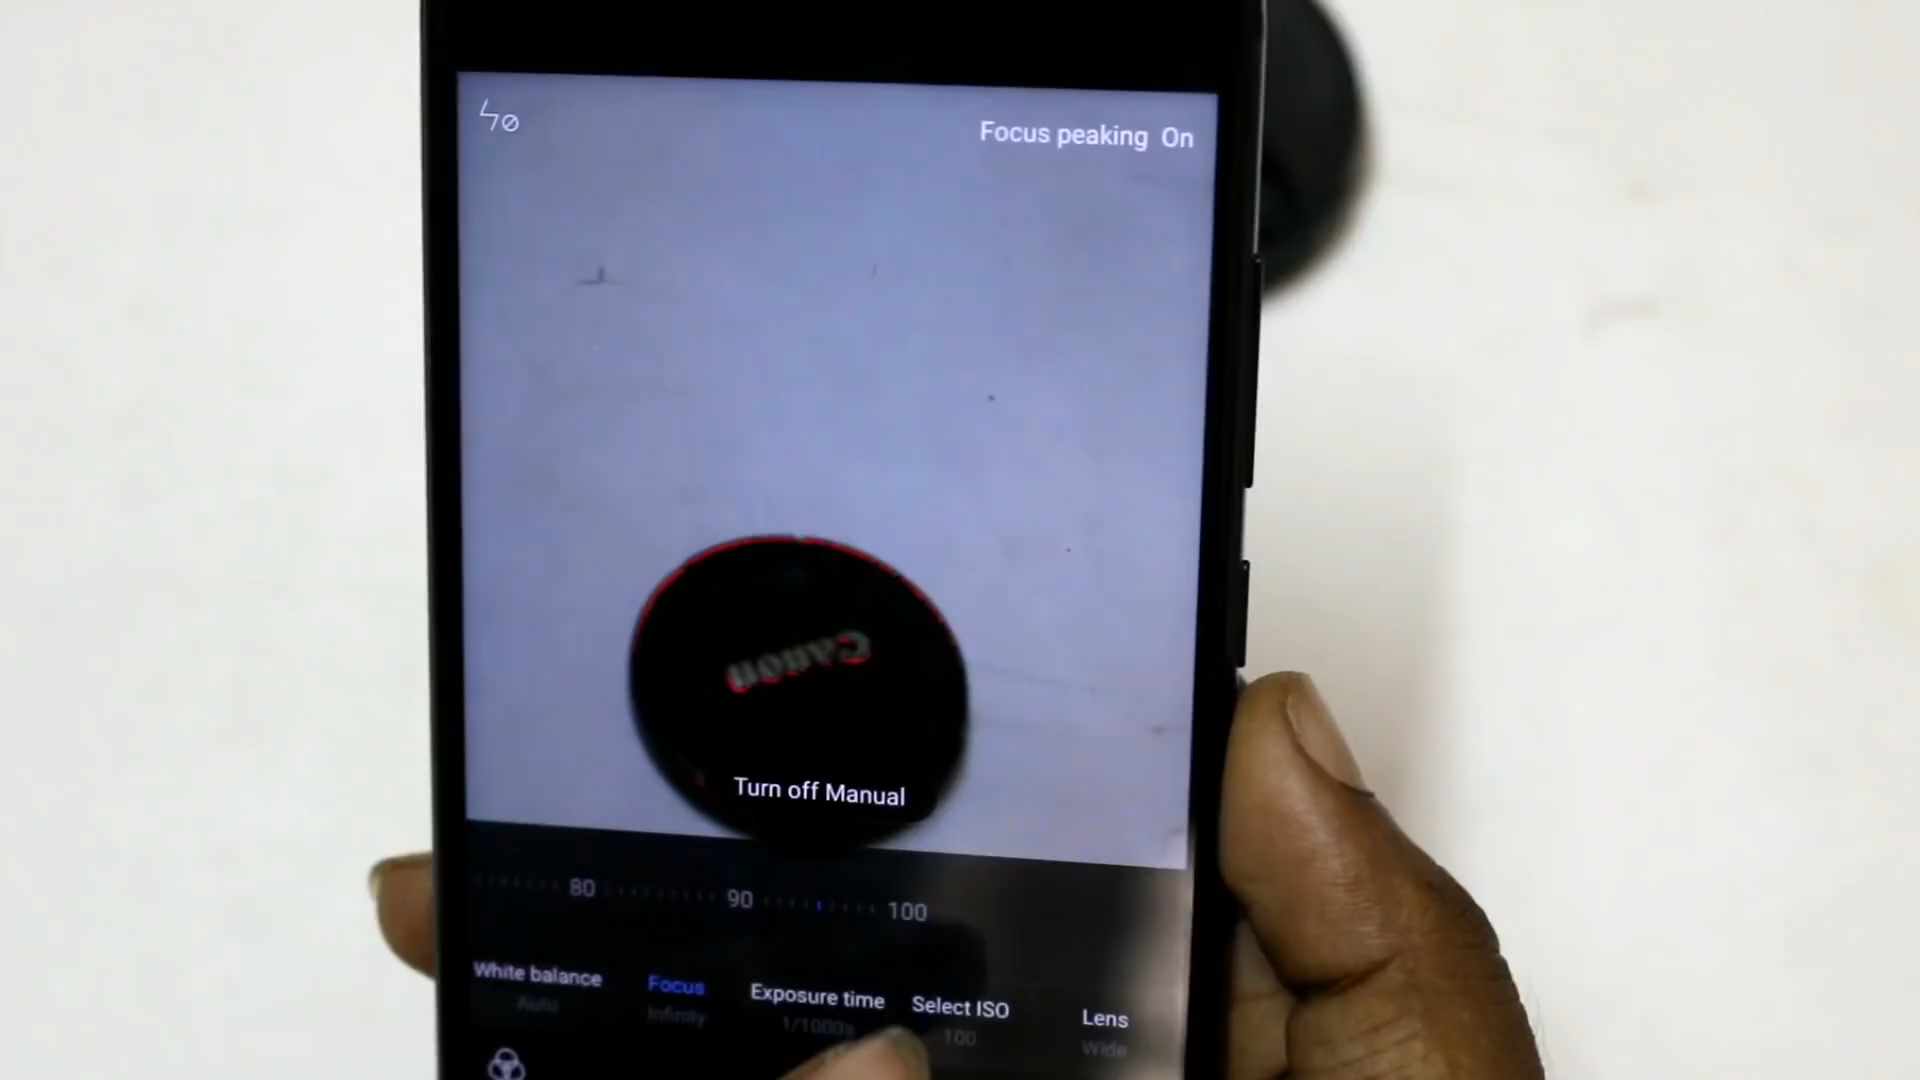 Focus peaking On
Canon
Turn off Manual
80 90 100
White balance Focus Exposure time Select ISO Lens
Auto Infinity 1/1000s 100 Wide